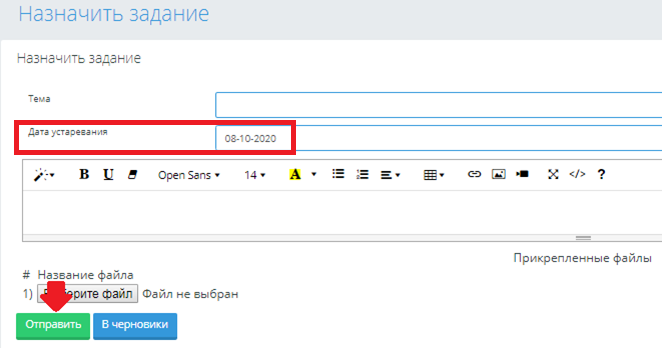 Назначить задание
Назначить задание
Тема
Дата устаревания 08-10-2020
B U Open Sans 14 A </> ?
Прикрепленные файлы
# Название файла
1) файл Файл не выбран
Отправить В черновики